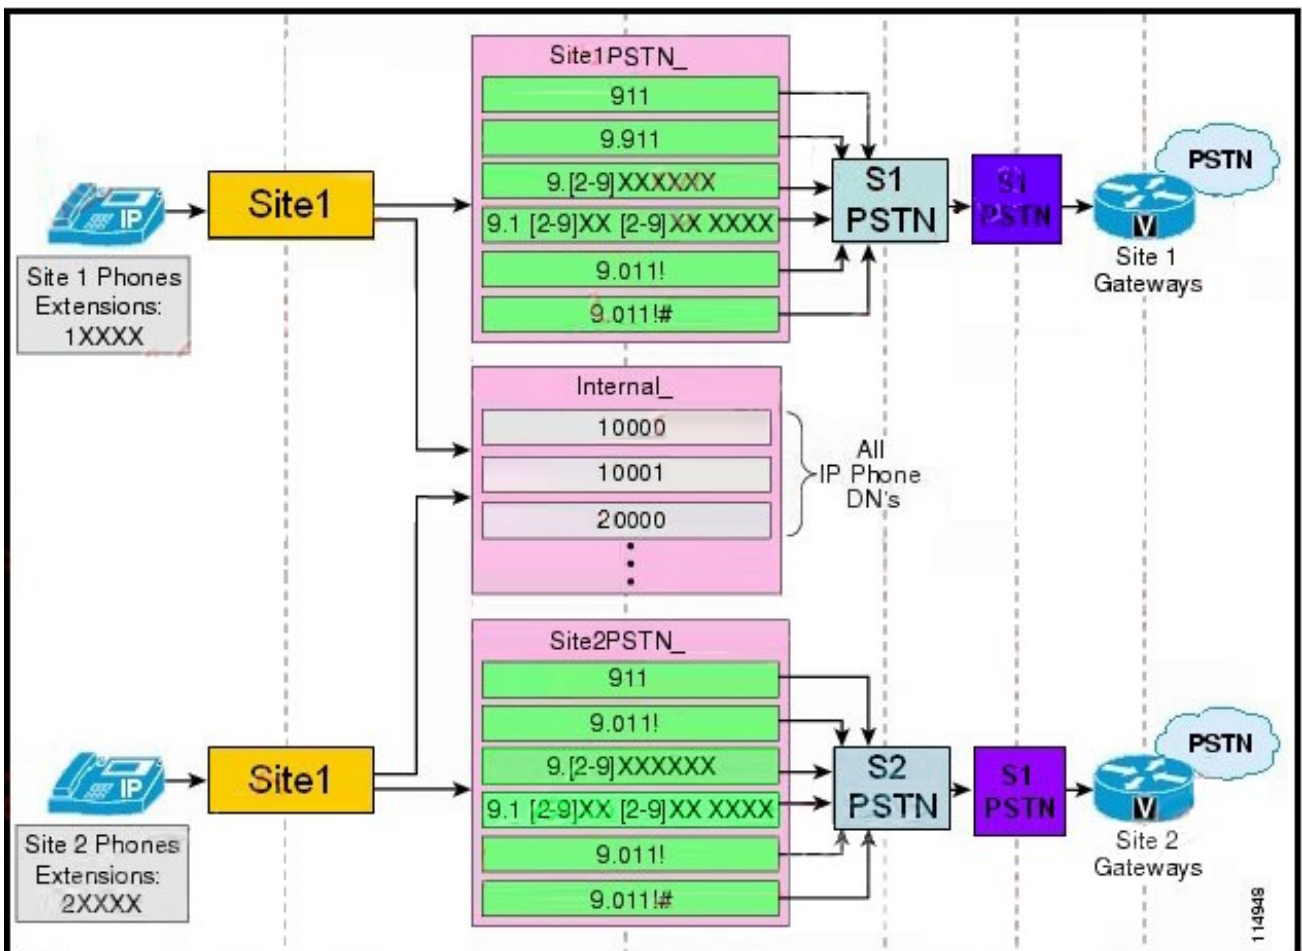 Site1PSTN_
911
9.911
9.[2-9]XXXXXX
9.1 [2-9]XX [2-9]XX XXXX
9.011!
9.011!#
IP
Site1
S1
PSTN
S1
PSTN
PSTN
V
Site 1
Gateways
Site 1 Phones
Extensions:
1XXXX
Internal_
10000
10001
20000
All
IP Phone
DN's
Site2PSTN_
911
9.011!
9.[2-9]XXXXXX
9.1 [2-9]XX [2-9]XX XXXX
9.011!
9.011!#
IP
Site1
S2
PSTN
S1
PSTN
PSTN
V
Site 2
Gateways
Site 2 Phones
Extensions:
2XXXX
114949